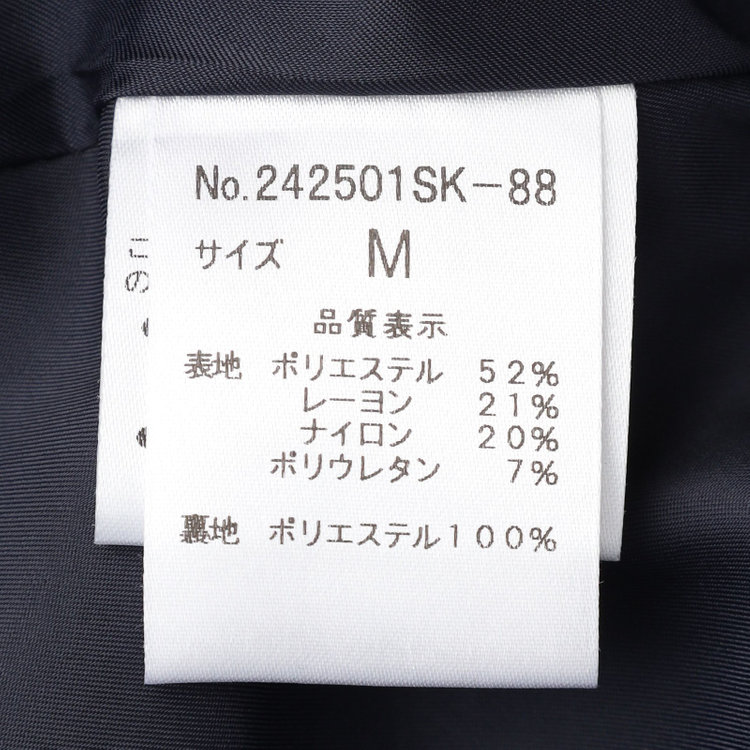 No.242501SK-88
サイズ M
品質表示
表地 ポリエステル 52%
レーヨン 21%
ナイロン 20%
ポリウレタン 7%
裏地 ポリエステル100%
こ
の